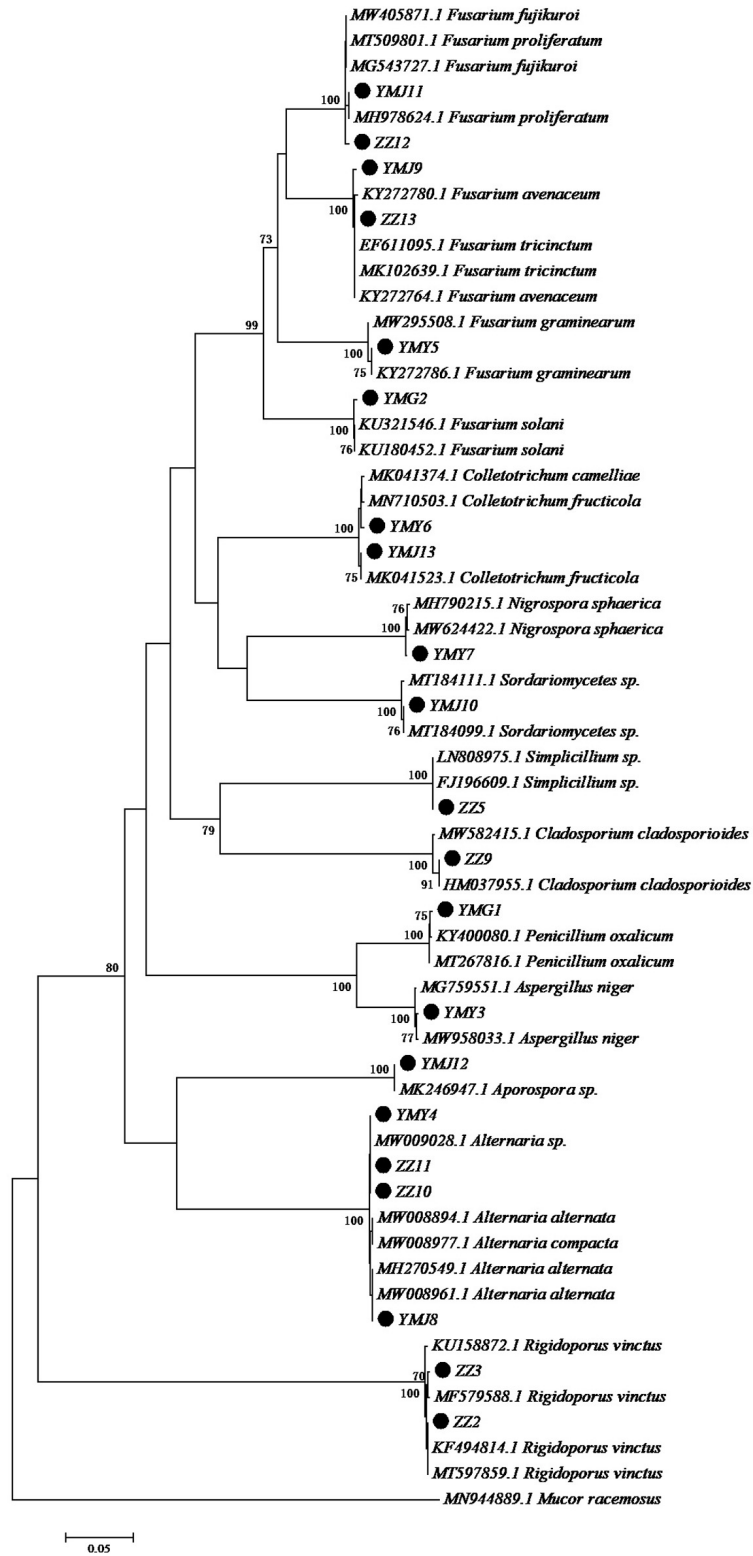 MW405871.1 Fusarium fujikuroi
MT509801.1 Fusarium proliferatum
MG543727.1 Fusarium fujikuroi
100 YMJ11
MH978624.1 Fusarium proliferatum
ZZ12
YMJ9
KY272780.1 Fusarium avenaceum
100 ZZ13
73 EF611095.1 Fusarium tricinctum
MK102639.1 Fusarium tricinctum
KY272764.1 Fusarium avenaceum
99 MW295508.1 Fusarium graminearum
100 YMY5
75 KY272786.1 Fusarium graminearum
YMG2
100 KU321546.1 Fusarium solani
76 KU180452.1 Fusarium solani
MK041374.1 Colletotrichum camelliae
MN710503.1 Colletotrichum fructicola
100 YMY6
YMJ13
75 MK041523.1 Colletotrichum fructicola
76 MH790215.1 Nigrospora sphaerica
100 MW624422.1 Nigrospora sphaerica
YMY7
MT184111.1 Sordariomycetes sp.
100 YMJ10
76 MT184099.1 Sordariomycetes sp.
LN808975.1 Simplicillium sp.
100 FJ196609.1 Simplicillium sp.
ZZ5
79 MW582415.1 Cladosporium cladosporioides
100 ZZ9
91 HM037955.1 Cladosporium cladosporioides
75 YMG1
100 KY400080.1 Penicillium oxalicum
MT267816.1 Penicillium oxalicum
80 100 MG759551.1 Aspergillus niger
100 YMY3
77 MW958033.1 Aspergillus niger
100 YMJ12
MK246947.1 Aporospora sp.
YMY4
MW009028.1 Alternaria sp.
ZZ11
ZZ10
100 MW008894.1 Alternaria alternata
MW008977.1 Alternaria compacta
MH270549.1 Alternaria alternata
MW008961.1 Alternaria alternata
YMJ8
KU158872.1 Rigidoporus vinctus
70 ZZ3
100 MF579588.1 Rigidoporus vinctus
ZZ2
KF494814.1 Rigidoporus vinctus
MT597859.1 Rigidoporus vinctus
MN944889.1 Mucor racemosus
0.05